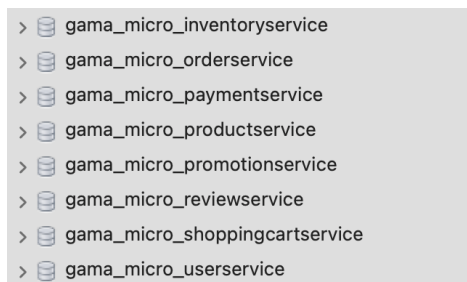 gama_micro_inventoryservice
gama_micro_orderservice
gama_micro_paymentservice
gama_micro_productservice
gama_micro_promotionservice
gama_micro_reviewservice
gama_micro_shoppingcartservice
gama_micro_userservice